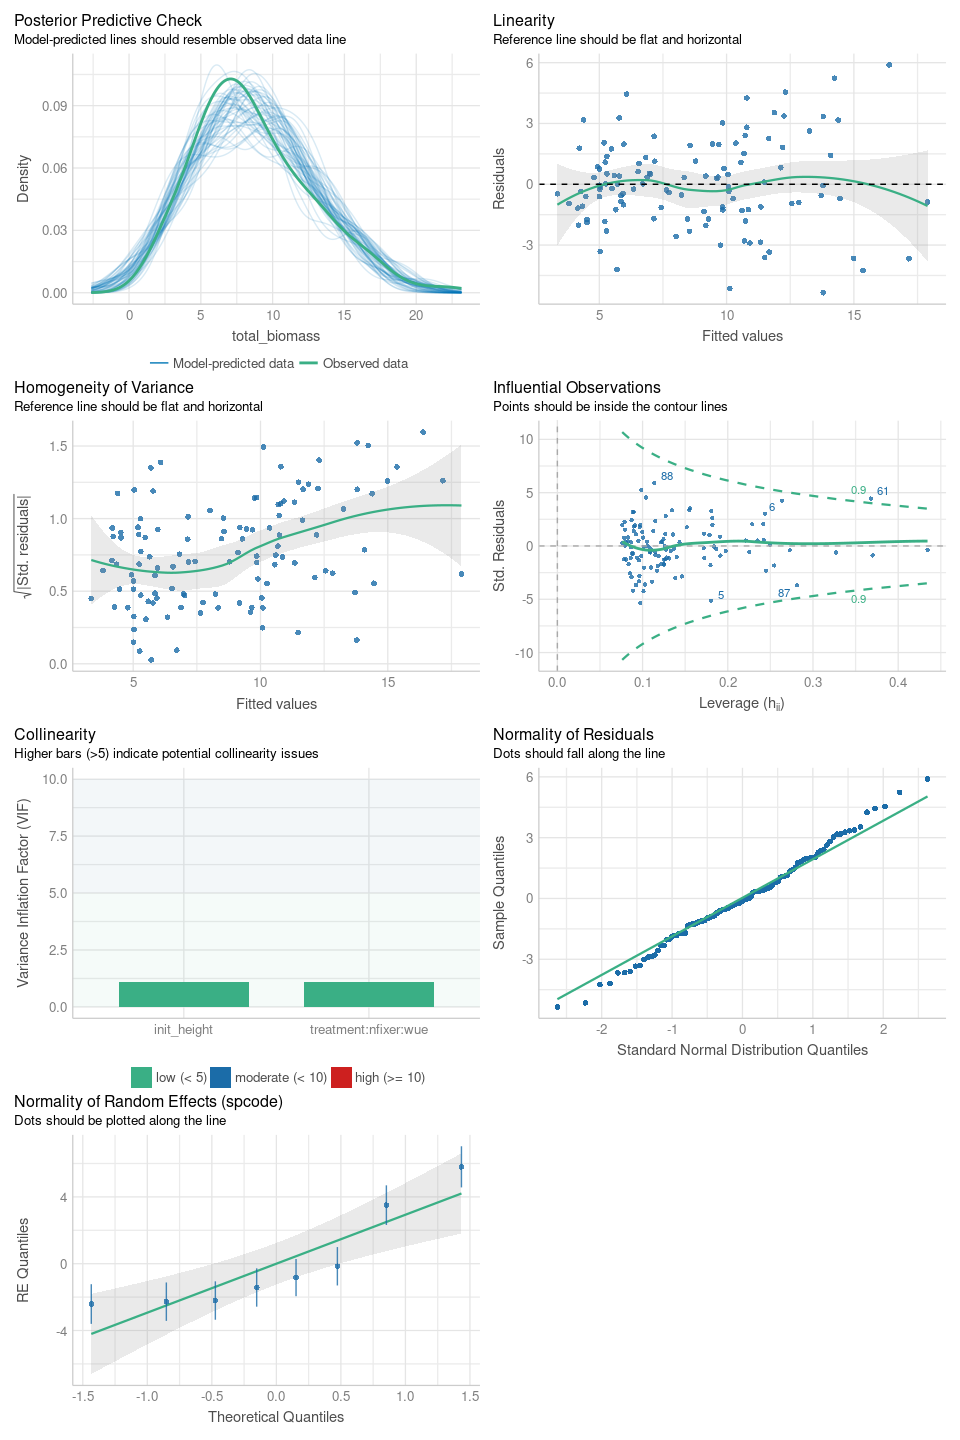 Posterior Predictive Check
Model-predicted lines should resemble observed data line
0.09
0.06
0.03
0.00
Density
0
5
10
15
20
total_biomass
Model-predicted data
Observed data
Linearity
Reference line should be flat and horizontal
6
3
0
-3
Residuals
5
10
15
Fitted values
Homogeneity of Variance
Reference line should be flat and horizontal
1.5
1.0
0.5
0.0
√|Std. residuals|
5
10
15
Fitted values
Influential Observations
Points should be inside the contour lines
10
5
0
-5
-10
Std. Residuals
88
0.9
61
6
5
87
0.9
0.0
0.1
0.2
0.3
0.4
Leverage (hii)
Collinearity
Higher bars (>5) indicate potential collinearity issues
10.0
7.5
5.0
2.5
0.0
Variance Inflation Factor (VIF)
init_height
treatment:nfixer:wue
low (< 5)
moderate (< 10)
high (>= 10)
Normality of Residuals
Dots should fall along the line
6
3
0
-3
Sample Quantiles
-2
-1
0
1
2
Standard Normal Distribution Quantiles
Normality of Random Effects (spcode)
Dots should be plotted along the line
4
0
-4
RE Quantiles
-1.5
-1.0
-0.5
0.0
0.5
1.0
1.5
Theoretical Quantiles